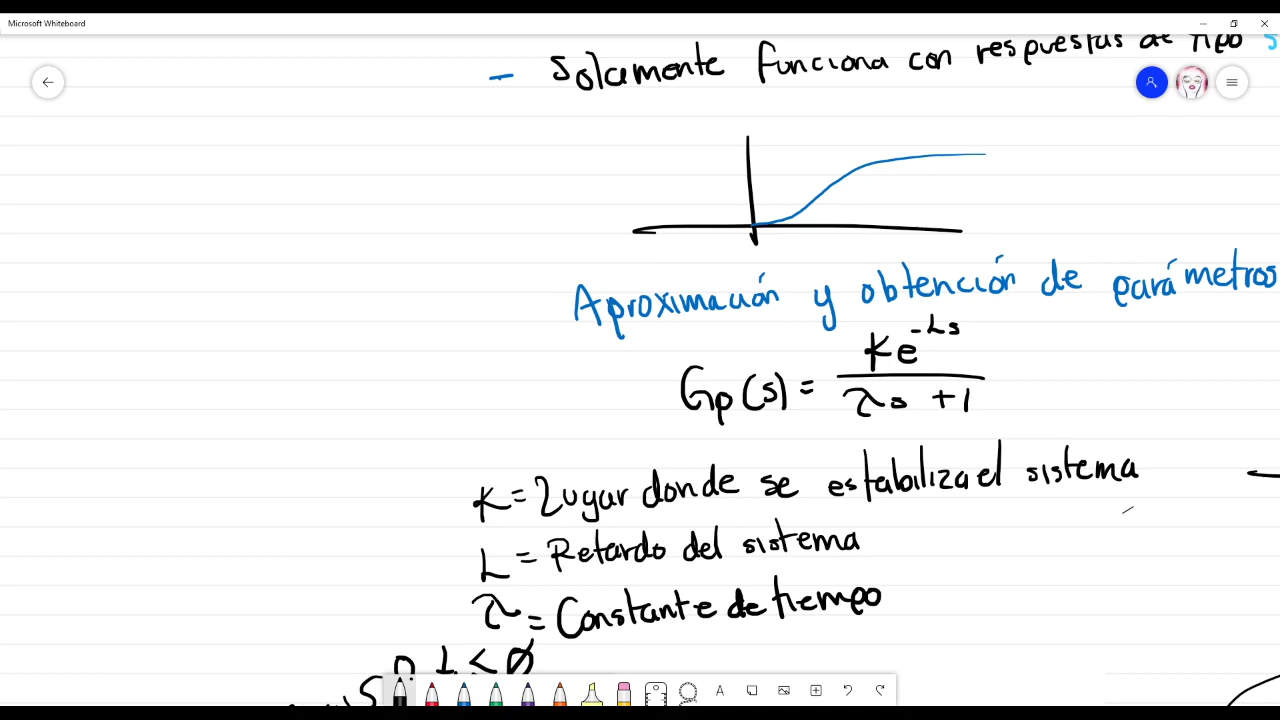 Microsoft Whiteboard
- Solamente funciona con respuestas de tipo s
Aproximación y obtención de parámetros
Gp(s) = Ke^-Ls / τs + 1
K = Lugar donde se estabiliza el sistema
L = Retardo del sistema
τ = Constante de tiempo